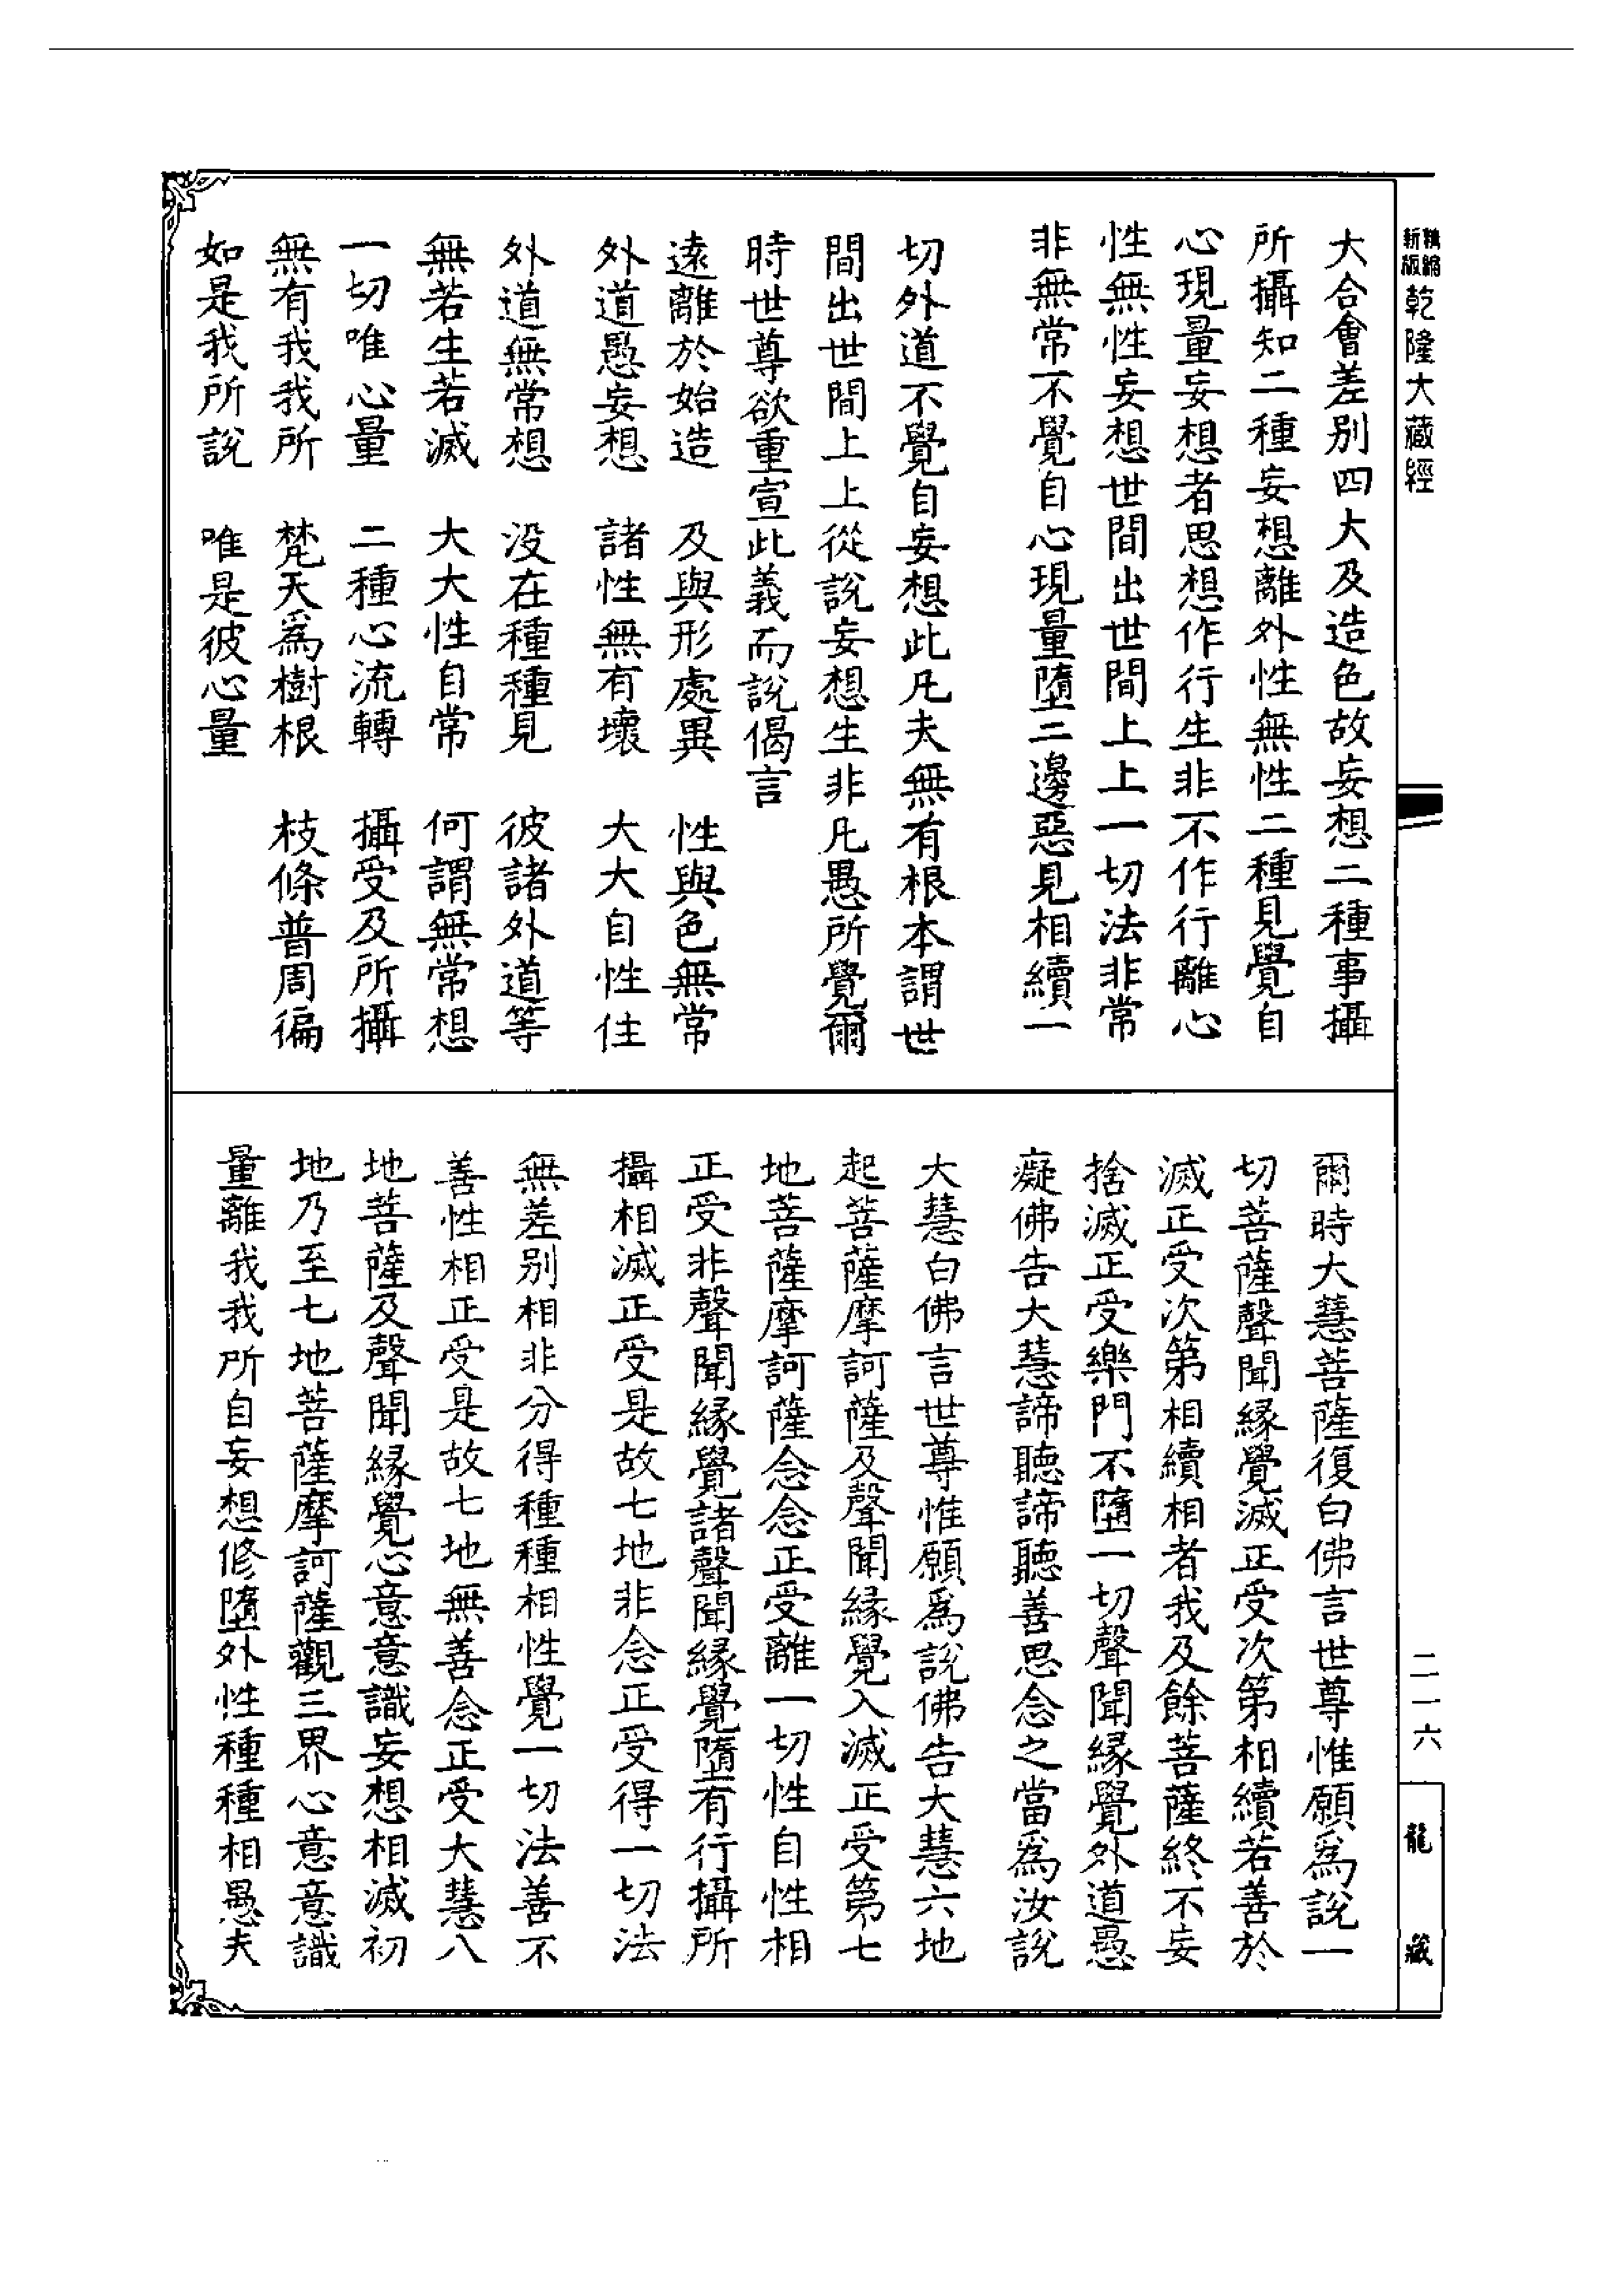 新版
精縮
乾隆大藏經
大合會差別四大及造色故妄想二種事攝
所攝知二種妄想離外性無性二種見覺自
心現量妄想者思想作行生非不作行離心
性無性妄想世間出世間上上一切法非常
非無常不覺自心現量墮二邊惡見相續一
切外道不覺自妄想此凡夫無有根本謂世
間出世間上上從說妄想生非凡愚所覺爾
時世尊欲重宣此義而說偈言
遠離於始造 及與形處異 性與色無常
外道愚妄想 諸性無有壞 大大自性住
外道無常想 沒在種種見 彼諸外道等
無若生若滅 大大性自常 何謂無常想
一切唯心量 二種心流轉 攝受及所攝
無有我我所 梵天為樹根 枝條普周徧
如是我所說 唯是彼心量
爾時大慧菩薩復白佛言世尊惟願為說一
切菩薩聲聞緣覺滅正受次第相續若善於
滅正受次第相續相者我及餘菩薩終不妄
捨滅正受樂門不墮一切聲聞緣覺外道愚
癡佛告大慧諦聽諦聽善思念之當為汝說
大慧白佛言世尊惟願為說佛告大慧六地
起菩薩摩訶薩及聲聞緣覺入滅正受第七
地菩薩摩訶薩念念正受離一切性自性相
正受非聲聞緣覺諸聲聞緣覺墮有行攝所
攝相滅正受是故七地非念正受得一切法
無差別相非分得種種相性覺一切法善不
善性相正受是故七地無善念正受大慧八
地菩薩及聲聞緣覺心意意識妄想相滅初
地乃至七地菩薩摩訶薩觀三界心意意識
量離我我所自妄想修墮外性種種相愚夫
二一六
龍藏